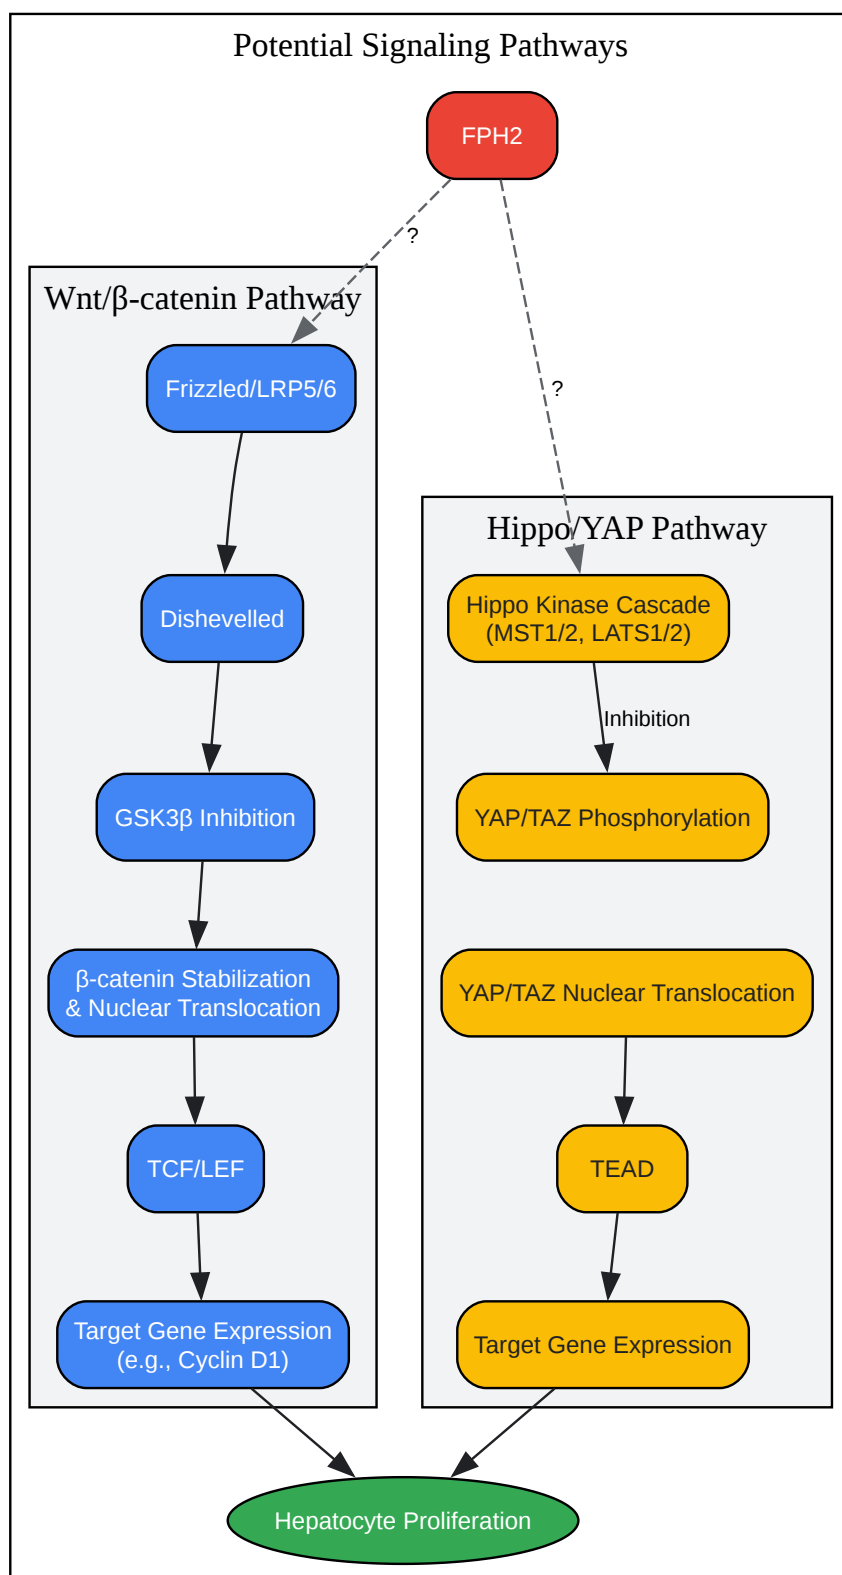 Potential Signaling Pathways
FPH2
?
Wnt/β-catenin Pathway
Frizzled/LRP5/6
?
Dishevelled
GSK3β Inhibition
β-catenin Stabilization
& Nuclear Translocation
TCF/LEF
Target Gene Expression
(e.g., Cyclin D1)
Hippo/YAP Pathway
Hippo Kinase Cascade
(MST1/2, LATS1/2)
Inhibition
YAP/TAZ Phosphorylation
YAP/TAZ Nuclear Translocation
TEAD
Target Gene Expression
Hepatocyte Proliferation